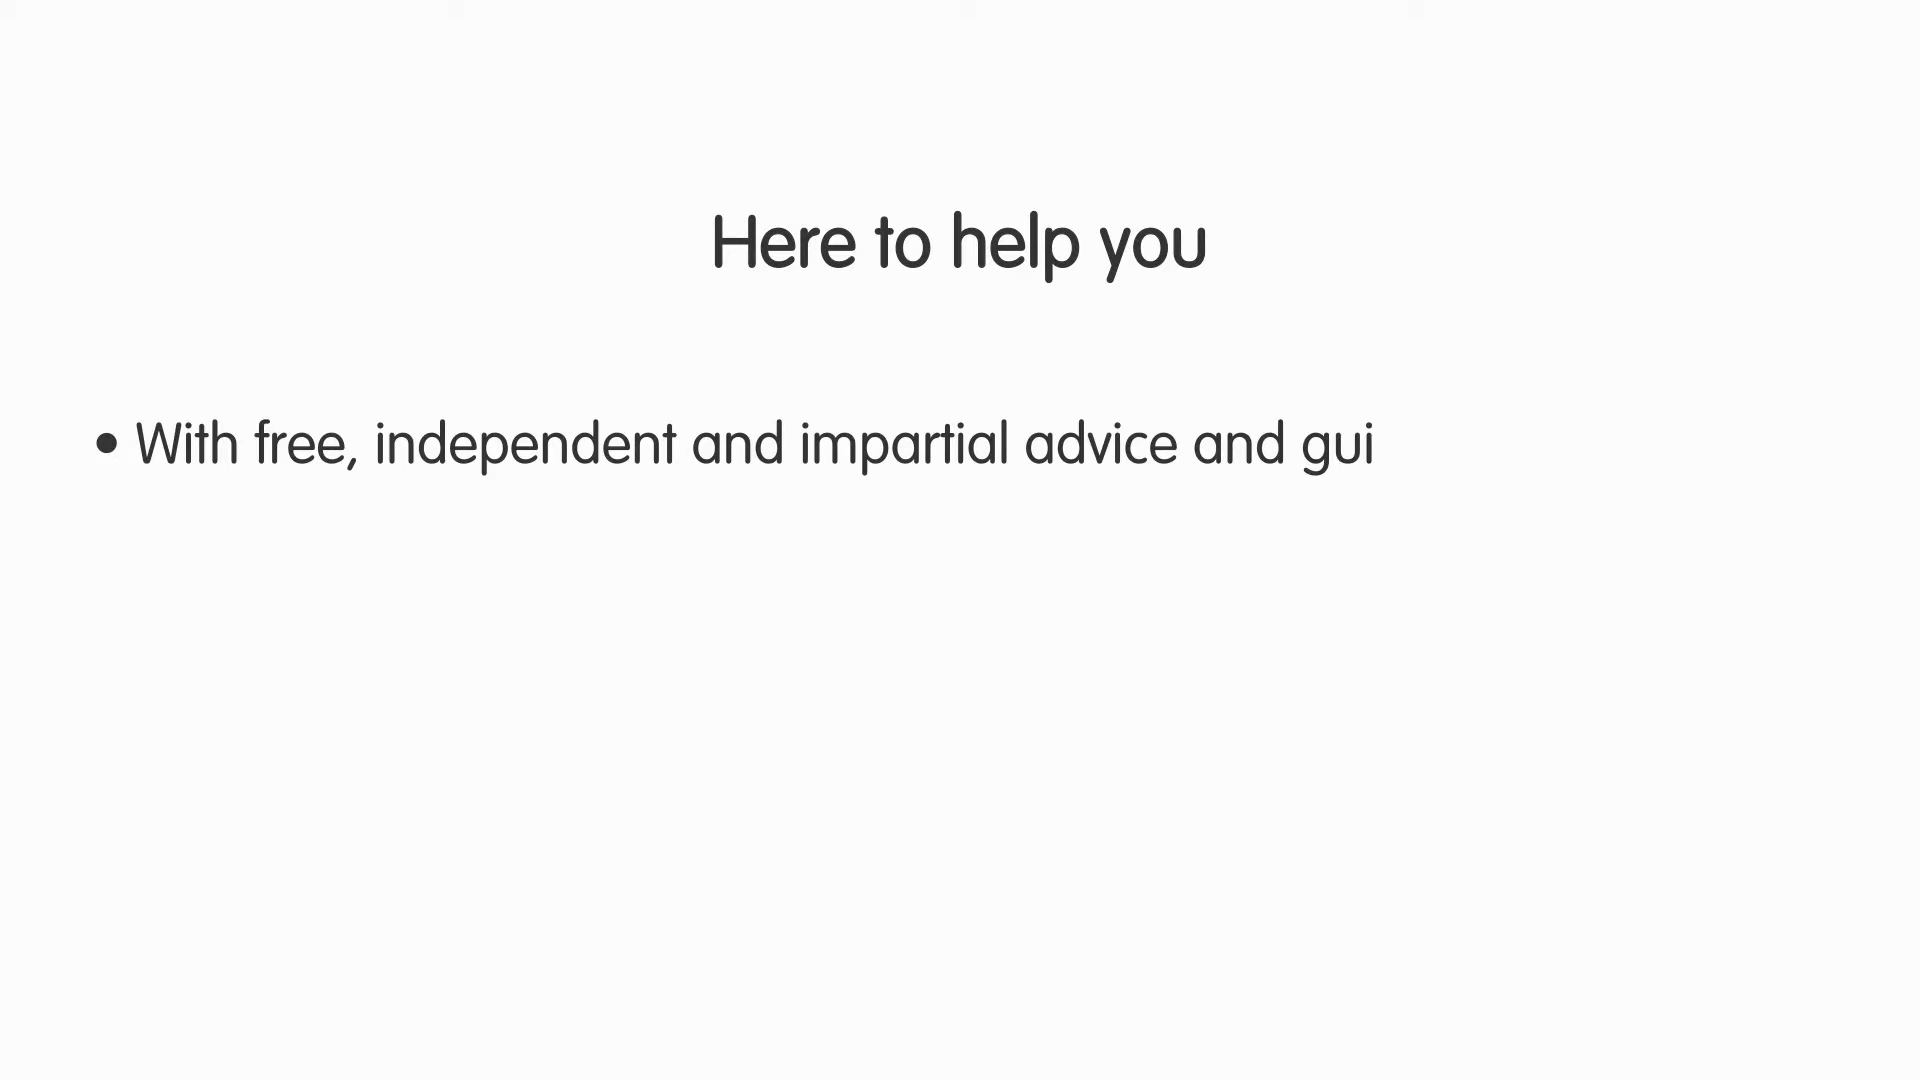 Here to help you
• With free, independent and impartial advice and gui